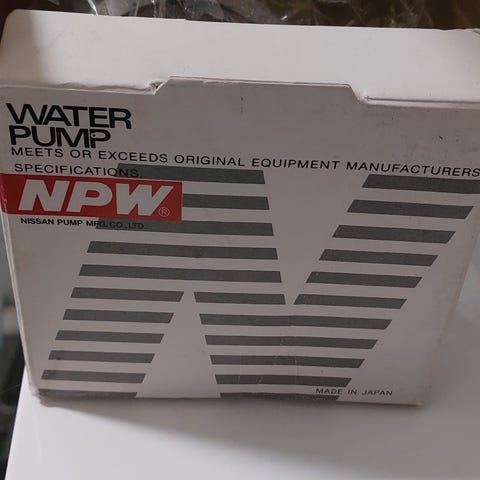 WATER
PUMP
MEETS OR EXCEEDS ORIGINAL EQUIPMENT MANUFACTURERS
SPECIFICATIONS.
NPW®
NISSAN PUMP MFG.CO.,LTD.
MADE IN JAPAN